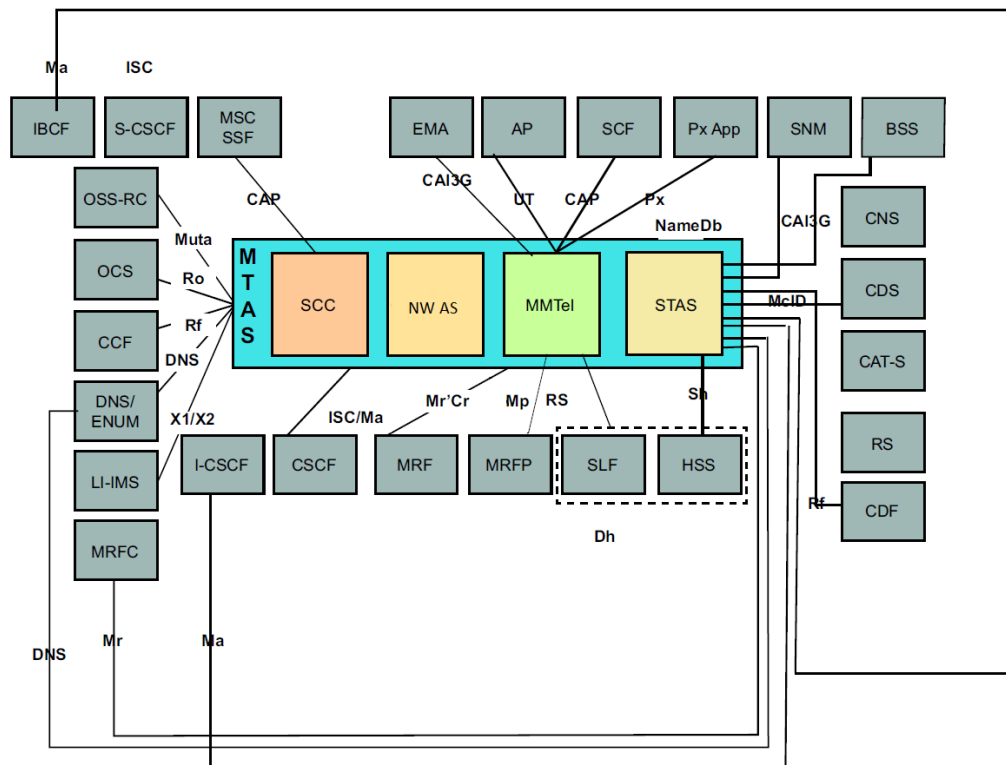 Ma
ISC
IBCF
S-CSCF
MSC
SSF
EMA
AP
SCF
Px App
SNM
BSS
OSS-RC
CAP
CAI3G
UT
CAP
Px
NameDb
CAI3G
CNS
Muta
OCS
Ro
M
T
A
S
SCC
NW AS
MMTel
STAS
McID
CDS
CCF
Rf
DNS
CAT-S
DNS/
ENUM
X1/X2
ISC/Ma
Mr'Cr
Mp
RS
Sh
RS
LI-IMS
I-CSCF
CSCF
MRF
MRFP
SLF
HSS
Rf
CDF
MRFC
Dh
DNS
Mr
Ma